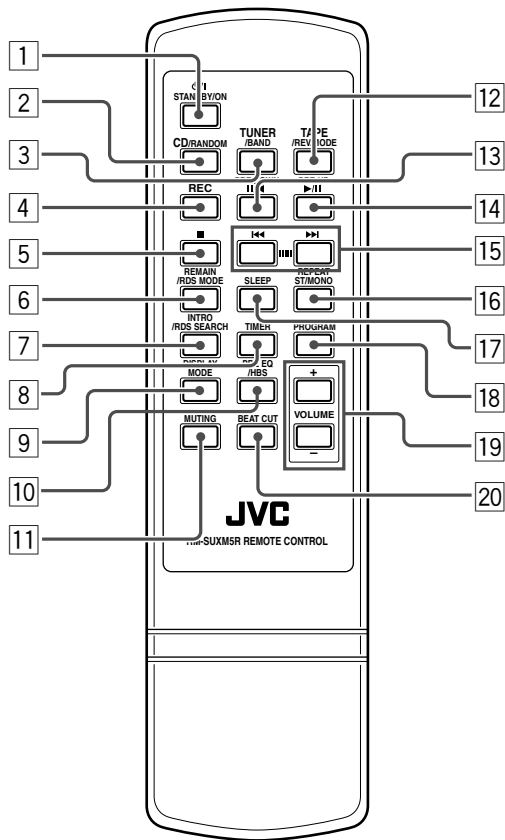 1
STANDBY/ON
2
12
TUNER
/BAND
TAPE
/REV.MODE
CD/RANDOM
3
13
REC
4
14
15
5
REMAIN
/RDS MODE
SLEEP
REPEAT
ST/MONO
6
16
INTRO
/RDS SEARCH
TIMER
PROGRAM
7
17
DISPLAY
MODE
/HBS
+
8
18
9
VOLUME
19
MUTING
BEAT CUT
–
10
20
11
JVC
RM-SUXM5R REMOTE CONTROL